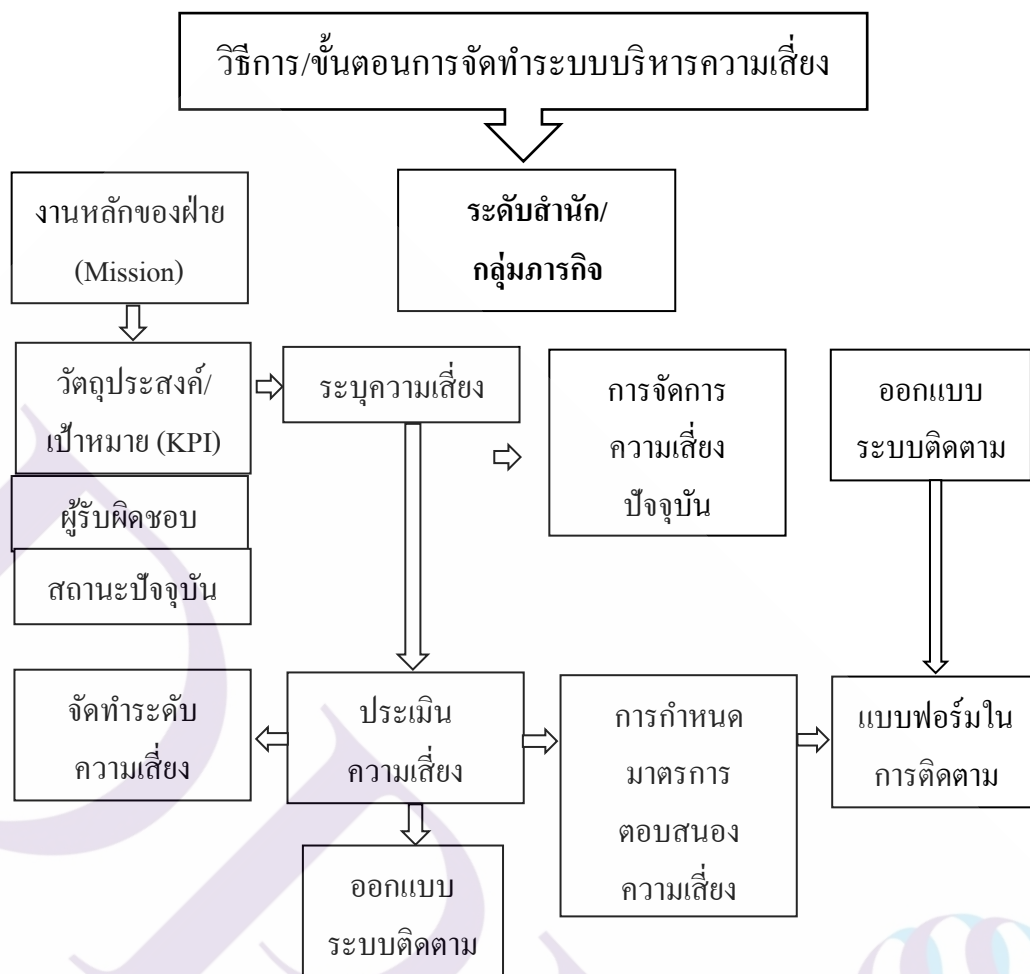 วิธีการ/ขั้นตอนการจัดทำระบบบริหารความเสี่ยง
ระดับสำนัก/
กลุ่มภารกิจ
งานหลักของฝ่าย
(Mission)
วัตถุประสงค์/
เป้าหมาย (KPI)
ผู้รับผิดชอบ
สถานะปัจจุบัน
ระบุความเสี่ยง
การจัดการ
ความเสี่ยง
ปัจจุบัน
ออกแบบ
ระบบติดตาม
จัดทำระดับ
ความเสี่ยง
ประเมิน
ความเสี่ยง
การกำหนด
มาตรการ
ตอบสนอง
ความเสี่ยง
แบบฟอร์มใน
การติดตาม
ออกแบบ
ระบบติดตาม